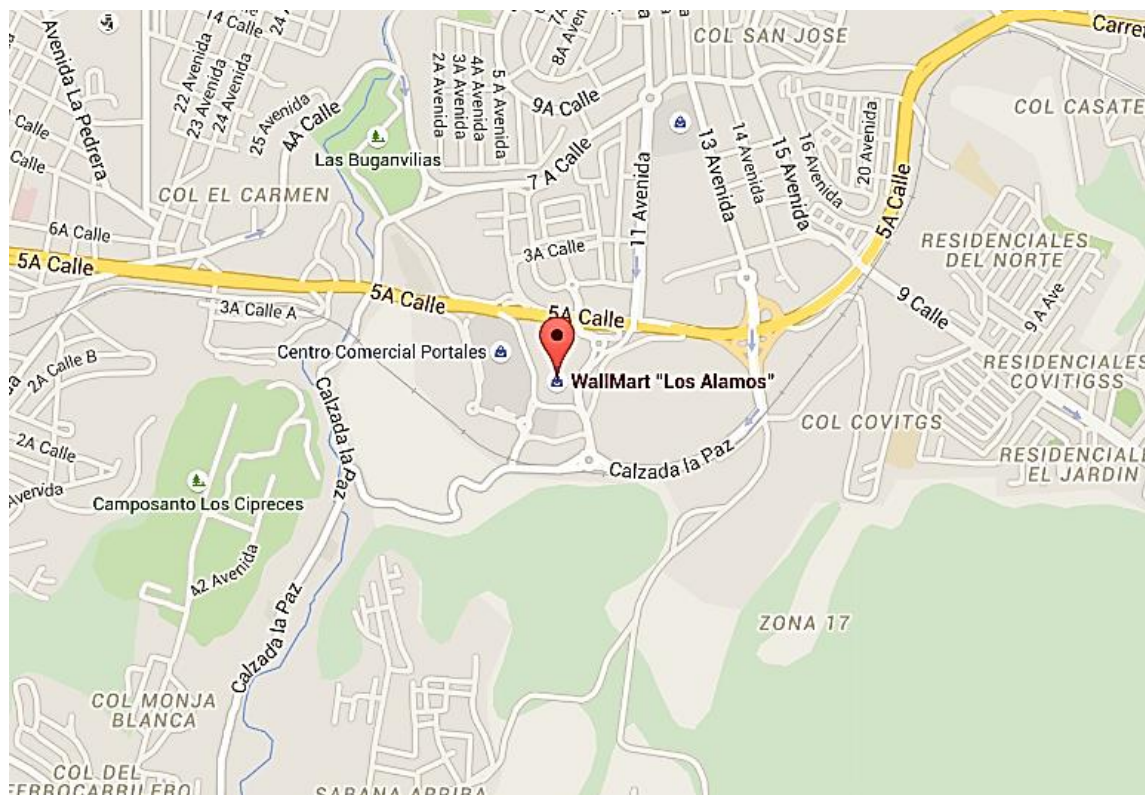 Avenida La Pedrera
14 Calle
24 A
22 Avenida
23 Avenida
24 Avenida
25 Avenida
4A Calle
Las Buganvilias
2A Avenida
3A Avenida
4A Avenida
5 A Avenida
8A Avenida
9A Calle
7 A Calle
COL SAN JOSE
Carret
COL CASATE
11 Avenida
13 Avenida
14 Avenida
15 Avenida
16 Avenida
20 Avenida
5A Calle
Calle
Calle
COL EL CARMEN
6A Calle
5A Calle
3A Calle
RESIDENCIALES
DEL NORTE
9 A Ave
9 Calle
3A Calle A
5A Calle
5A Calle
Centro Comercial Portales
WallMart "Los Alamos"
2A Calle B
RESIDENCIALES
COVITIGSS
COL COVITGS
2A Calle
Calzada la Paz
Calzada la Paz
RESIDENCIALE
EL JARDIN
Avenida
Camposanto Los Cipreces
42 Avenida
Calzada la Paz
ZONA 17
COL MONJA
BLANCA
COL DEL
FERROCARRILERO
SABANA ARRIBA